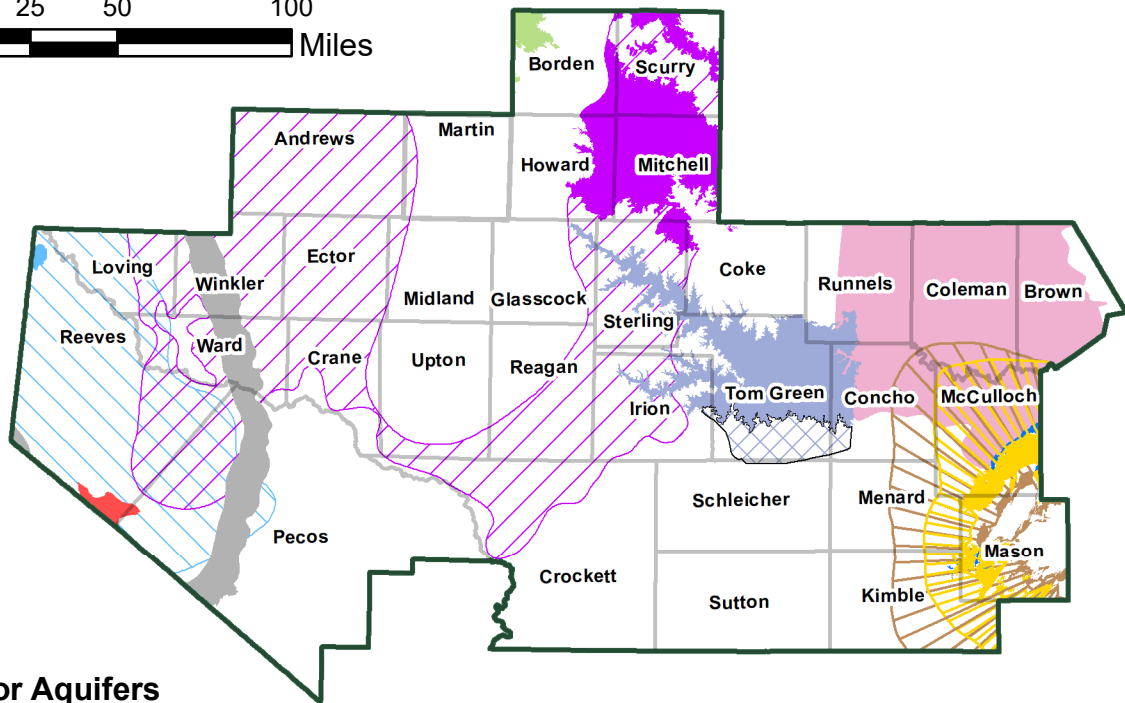 25 50 100
Miles
Borden
Scurry
Andrews
Martin
Howard
Mitchell
Loving
Winkler
Ector
Midland
Glasscock
Coke
Runnels
Coleman
Brown
Reeves
Ward
Crane
Upton
Reagan
Sterling
Irion
Tom Green
Concho
McCulloch
Pecos
Crockett
Schleicher
Menard
Mason
Sutton
Kimble
or Aquifers